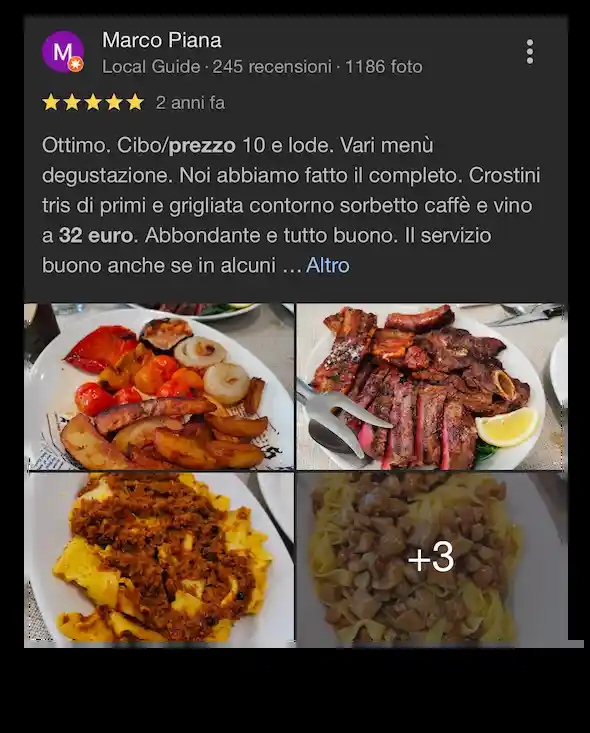 M
Marco Piana
Local Guide · 245 recensioni · 1186 foto
2 anni fa
Ottimo. Cibo/prezzo 10 e lode. Vari menù
degustazione. Noi abbiamo fatto il completo. Crostini
tris di primi e grigliata contorno sorbetto caffè e vino
a 32 euro. Abbondante e tutto buono. Il servizio
buono anche se in alcuni … Altro
+3